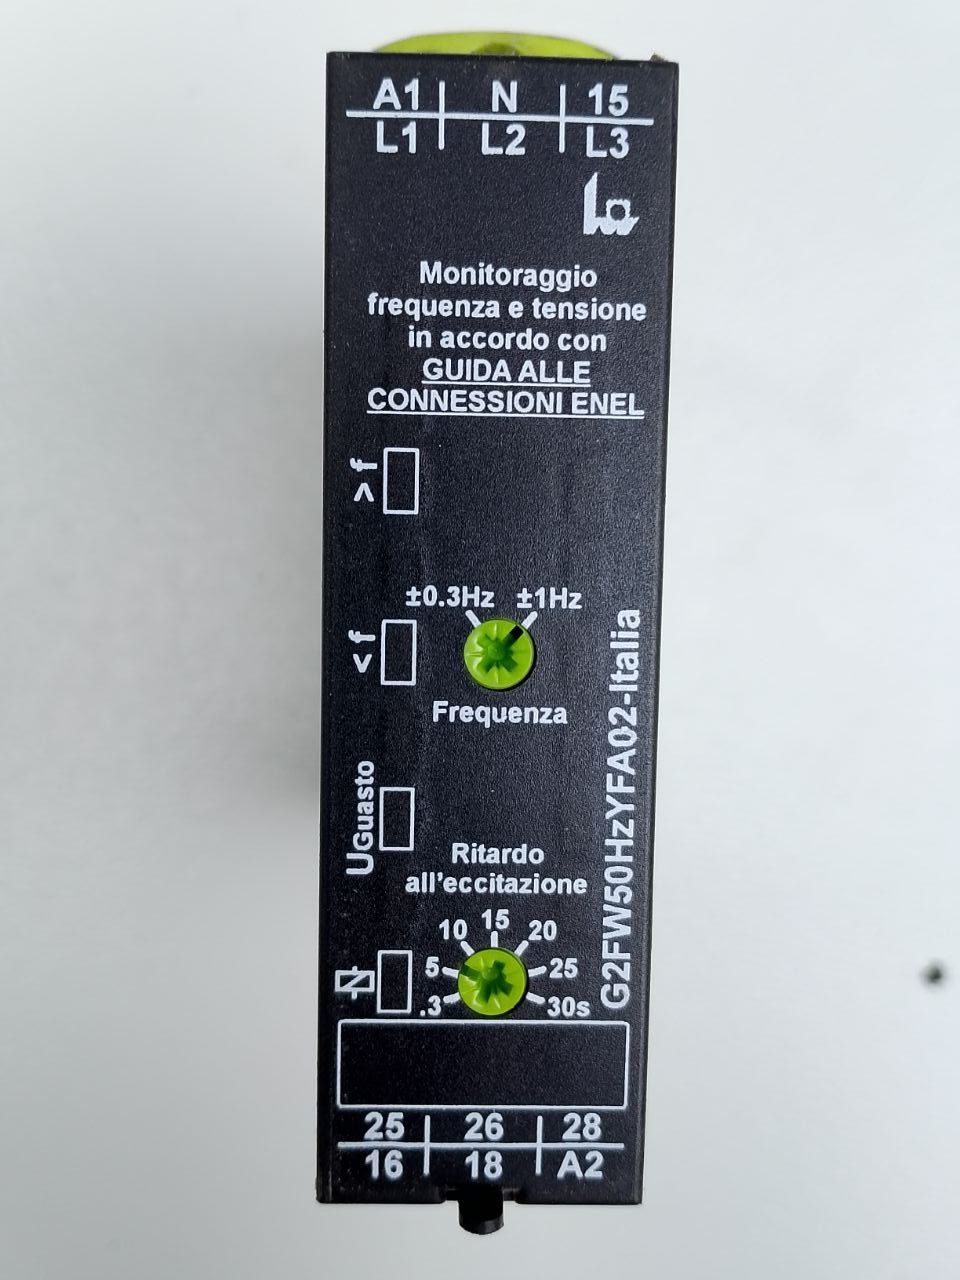 A1 N 15
L1 L2 L3
Monitoraggio
frequenza e tensione
in accordo con
GUIDA ALLE
CONNESSIONI ENEL
>f
±0.3Hz ±1Hz
<f
Frequenza
UGuasto
Ritardo
all'eccitazione
10 15 20
5 25
.3 30s
G2FW50HzYFA02-Italia
25 26 28
16 18 A2